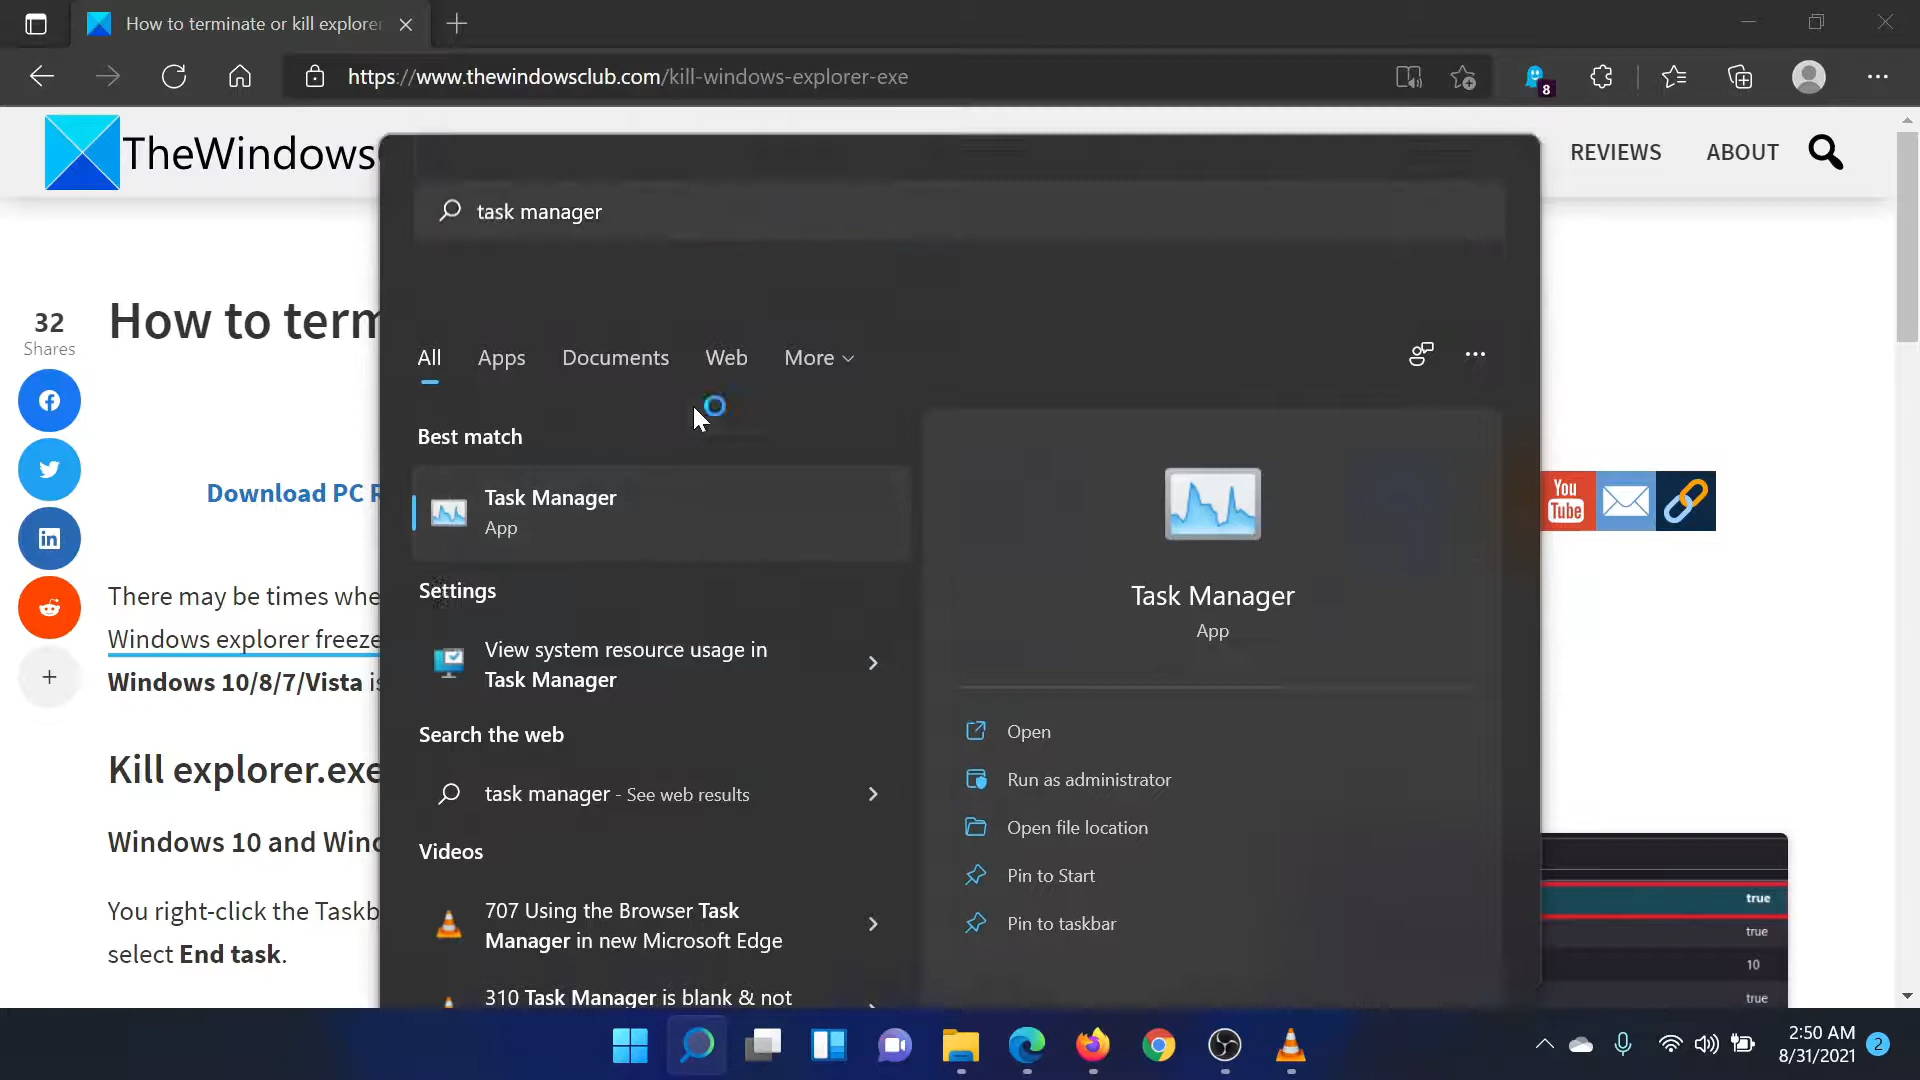 How to terminate or kill explorer
https://www.thewindowsclub.com/kill-windows-explorer-exe
8
TheWindows
REVIEWS
ABOUT
task manager
32
Shares
How to term
All
Apps
Documents
Web
More
Best match
Task Manager
App
Download PC
You
Tube
Task Manager
App
Settings
There may be times whe
Windows explorer freeze
Windows 10/8/7/Vista
View system resource usage in
Task Manager
Search the web
task manager - See web results
Open
Run as administrator
Open file location
Pin to Start
Pin to taskbar
Kill explorer.exe
Windows 10 and Win
Videos
707 Using the Browser Task
Manager in new Microsoft Edge
310 Task Manager is blank & not
You right-click the Taskb
select End task.
true
true
10
true
2:50 AM
8/31/2021
2